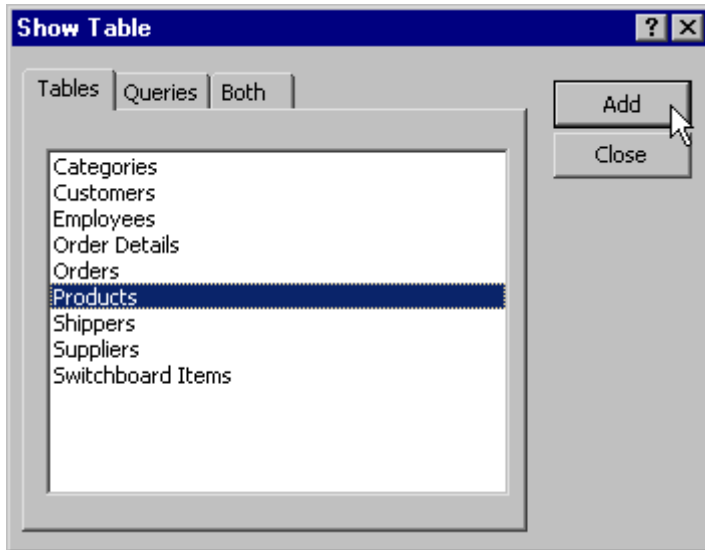 Show Table
Tables Queries Both
Add
Close
Categories
Customers
Employees
Order Details
Orders
Products
Shippers
Suppliers
Switchboard Items